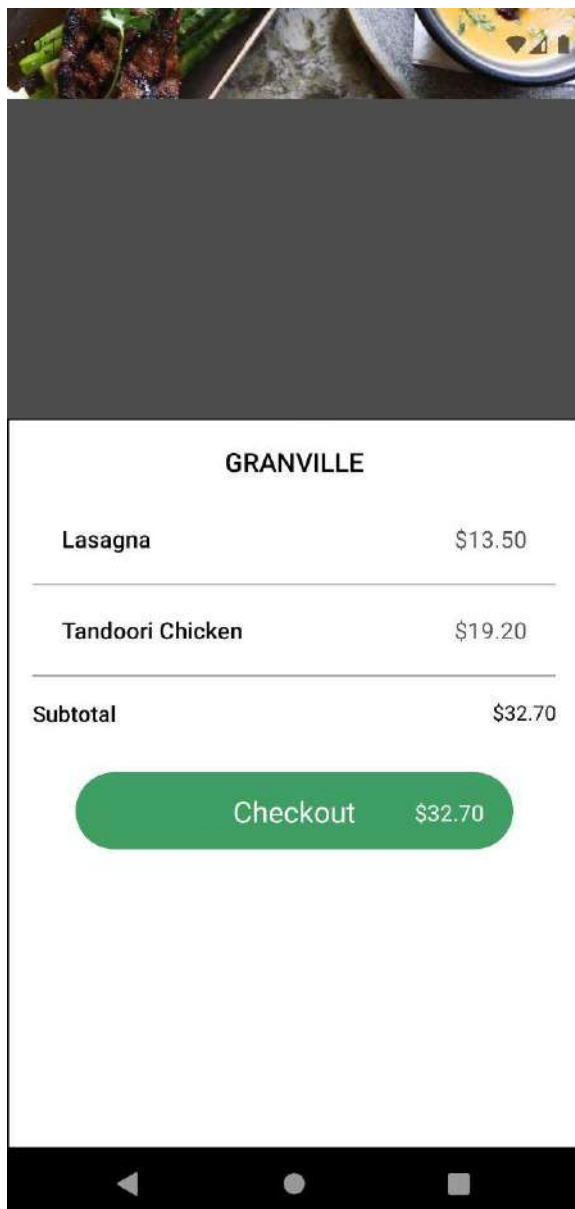 GRANVILLE
Lasagna $13.50
Tandoori Chicken $19.20
Subtotal $32.70
Checkout $32.70